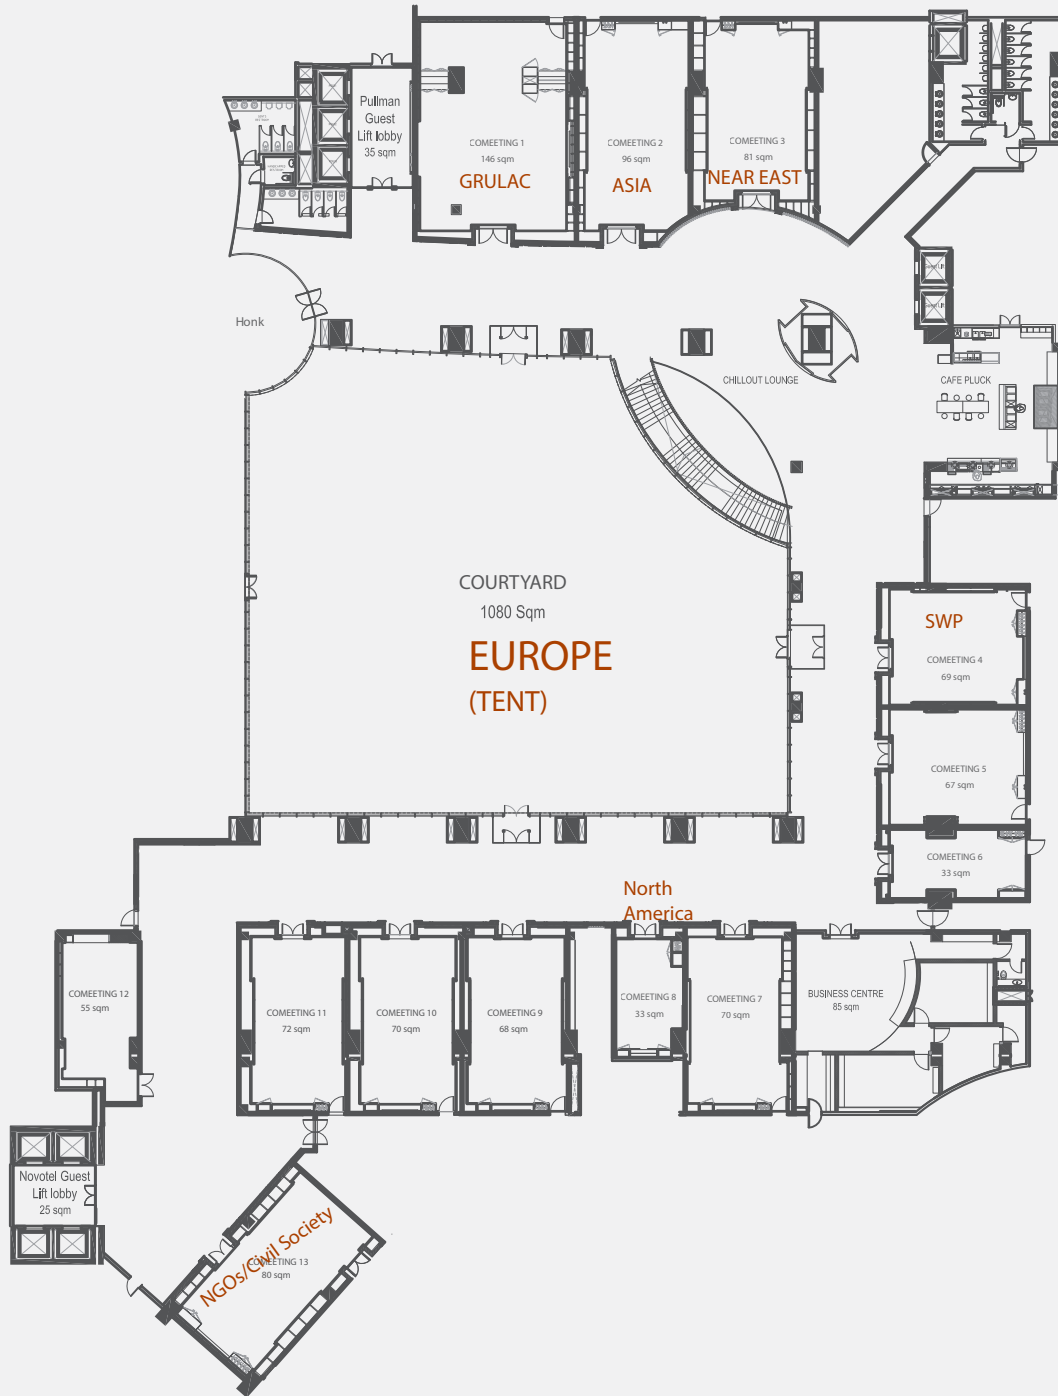 Pullman
Guest
Lift lobby
35 sqm
COMEETING 1
146 sqm
GRULAC
COMEETING 2
96 sqm
ASIA
COMEETING 3
81 sqm
NEAR EAST
Honk
CHILLOUT LOUNGE
CAFE PLUCK
COURTYARD
1080 Sqm
EUROPE
(TENT)
SWP
COMEETING 4
69 sqm
COMEETING 5
67 sqm
COMEETING 6
33 sqm
North
America
COMEETING 12
55 sqm
COMEETING 11
72 sqm
COMEETING 10
70 sqm
COMEETING 9
68 sqm
COMEETING 8
33 sqm
COMEETING 7
70 sqm
BUSINESS CENTRE
85 sqm
Novotel Guest
Lift lobby
25 sqm
NGOs/Civil Society
COMEETING 13
80 sqm